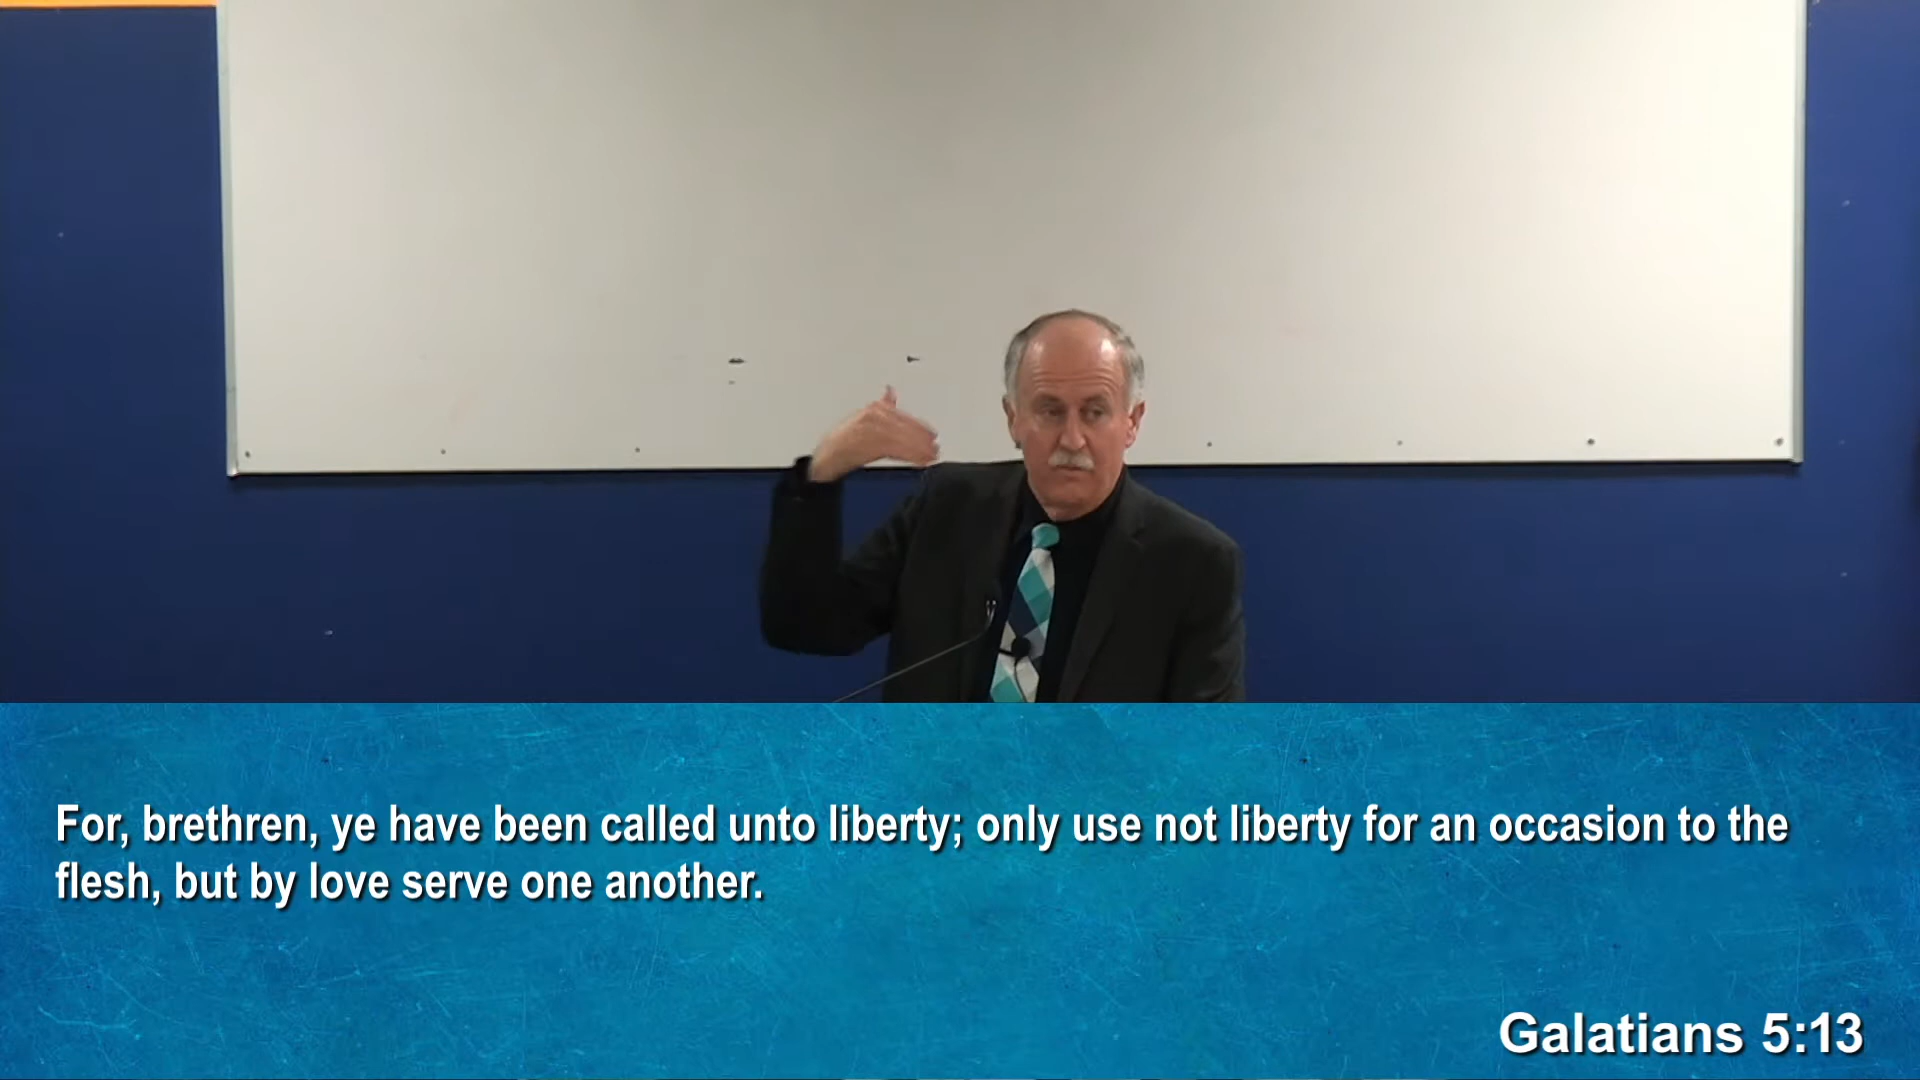 For, brethren, ye have been called unto liberty; only use not liberty for an occasion to the
flesh, but by love serve one another.
Galatians 5:13